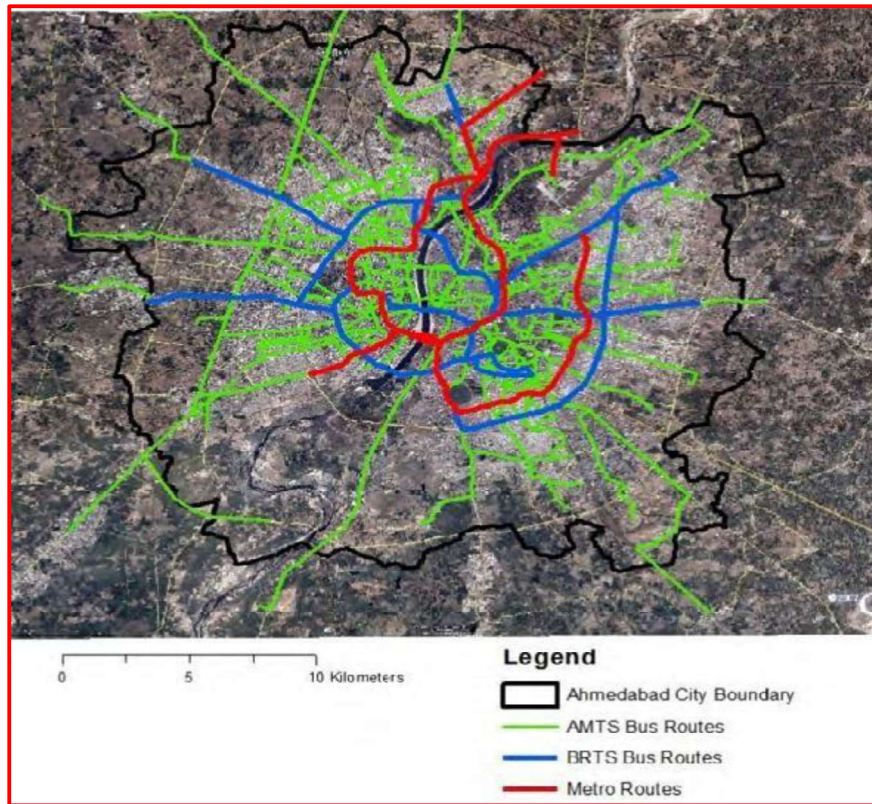 0 5 10 Kilometers
Legend
Ahmedabad City Boundary
AMTS Bus Routes
BRTS Bus Routes
Metro Routes